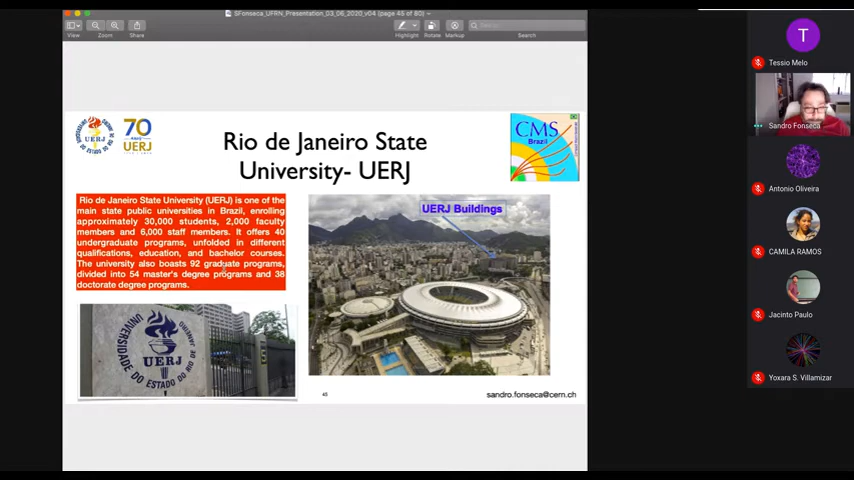 SFonseca_UFRN_Presentation_03_06_2020_v04 (page 45 of 80)
View
Zoom
Share
Highlight
Rotate
Markup
Search
Search
70
ANOS
UERJ
Rio de Janeiro State
University- UERJ
CMS
Brazil
Rio de Janeiro State University (UERJ) is one of the
main state public universities in Brazil, enrolling
approximately 30,000 students, 2,000 faculty
members and 6,000 staff members. It offers 40
undergraduate programs, unfolded in different
qualifications, education, and bachelor courses.
The university also boasts 92 graduate programs,
divided into 54 master's degree programs and 38
doctorate degree programs.
UERJ Buildings
UNIVERSIDADE DO ESTADO DO RIO DE JANEIRO
UERJ
45
sandro.fonseca@cern.ch
T
Tessio Melo
Sandro Fonseca
Antonio Oliveira
CAMILA RAMOS
Jacinto Paulo
Yoxara S. Villamizar